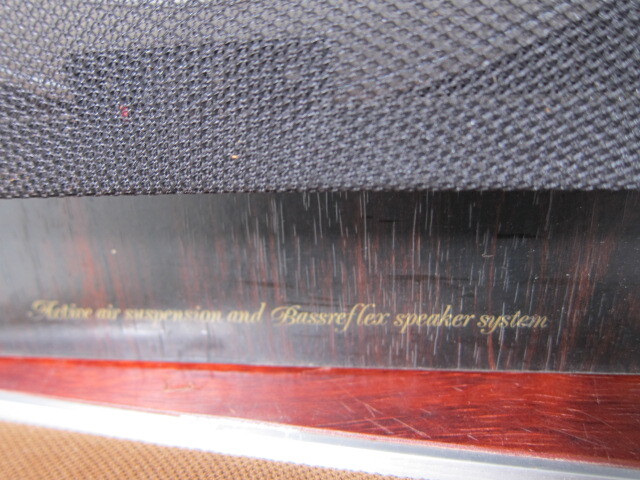 Active air suspension and Bassreflex speaker system